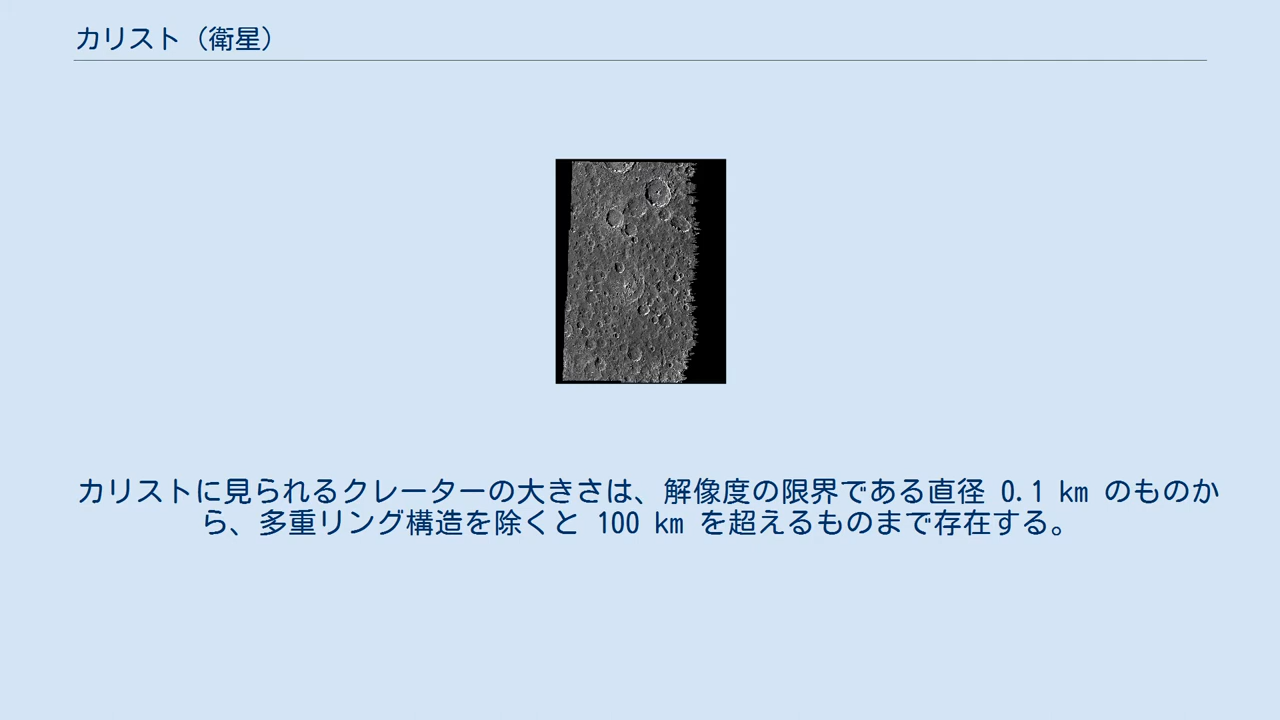 カリスト（衛星）
カリストに見られるクレーターの大きさは、解像度の限界である直径 0.1 km のものか
ら、多重リング構造を除くと 100 km を超えるものまで存在する。